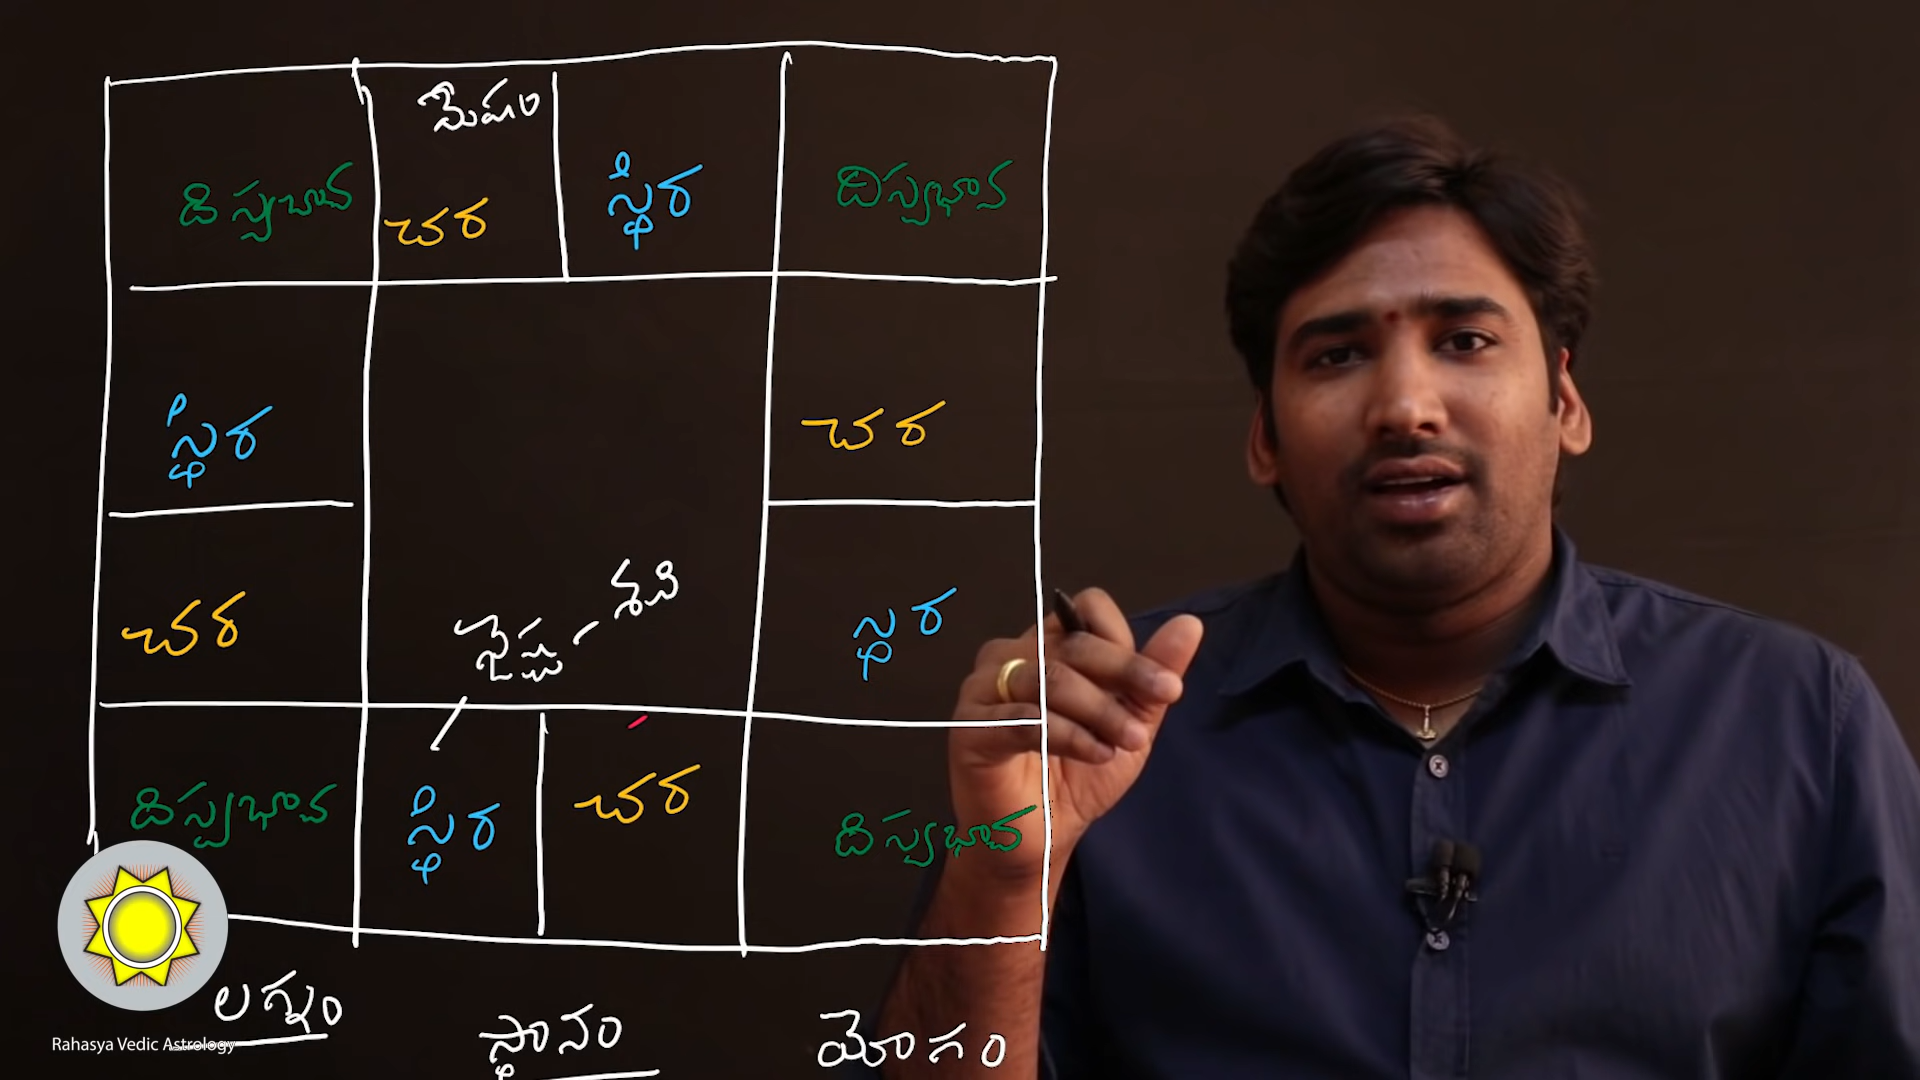 మేషం
ద్విస్వభావ చర స్థిర ద్విస్వభావ
స్థిర చర
చర స్థిర
జ్యేష్ఠ - శని
ద్విస్వభావ స్థిర చర ద్విస్వభావ
లగ్నం స్థానం యోగం
Rahasya Vedic Astrology